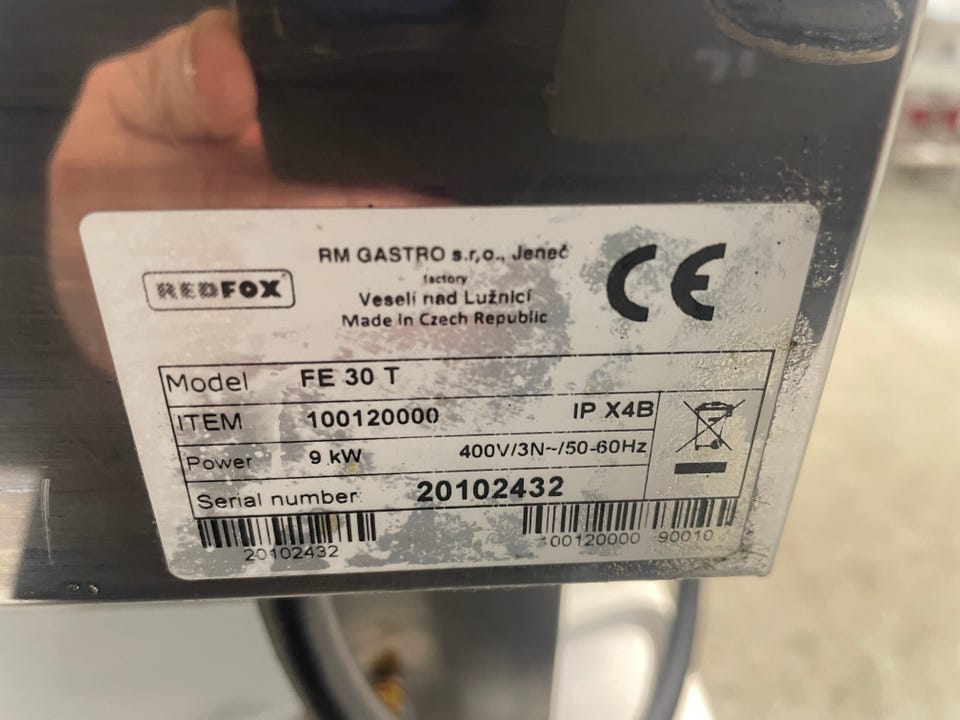 REDFOX
RM GASTRO s.r,o., Jeneč
factory
Veselí nad Lužnicí
Made in Czech Republic
CE
Model FE 30 T
ITEM 100120000 IP X4B
Power 9 kW 400V/3N~/50-60Hz
Serial number 20102432
20102432
100120000 90010